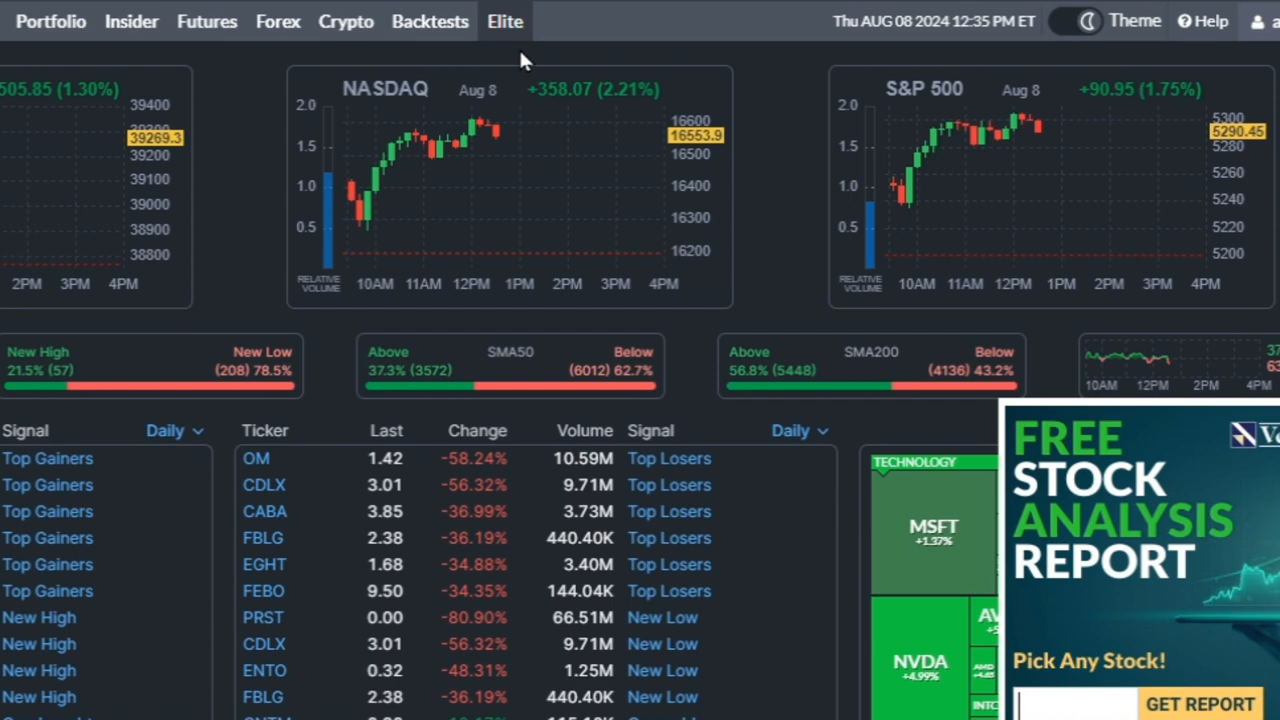 Portfolio Insider Futures Forex Crypto Backtests Elite Thu AUG 08 2024 12:35 PM ET Theme Help
505.85 (1.30%)
39400
39300
39269.3
39200
39100
39000
38900
38800
2PM 3PM 4PM
NASDAQ Aug 8 +358.07 (2.21%)
2.0
1.5
1.0
0.5
RELATIVE
VOLUME
16600
16553.9
16500
16400
16300
16200
10AM 11AM 12PM 1PM 2PM 3PM 4PM
S&P 500 Aug 8 +90.95 (1.75%)
2.0
1.5
1.0
0.5
RELATIVE
VOLUME
5300
5290.45
5280
5260
5240
5220
5200
10AM 11AM 12PM 1PM 2PM 3PM 4PM
New High New Low
21.5% (57) (208) 78.5%
Above SMA50 Below
37.3% (3572) (6012) 62.7%
Above SMA200 Below
56.8% (5448) (4136) 43.2%
10AM 12PM 2PM 4PM
Signal Daily
Top Gainers
Top Gainers
Top Gainers
Top Gainers
Top Gainers
Top Gainers
New High
New High
New High
New High
Ticker Last Change Volume Signal Daily
OM 1.42 -58.24% 10.59M Top Losers
CDLX 3.01 -56.32% 9.71M Top Losers
CABA 3.85 -36.99% 3.73M Top Losers
FBLG 2.38 -36.19% 440.40K Top Losers
EGHT 1.68 -34.88% 3.40M Top Losers
FEBO 9.50 -34.35% 144.04K Top Losers
PRST 0.00 -80.90% 66.51M New Low
CDLX 3.01 -56.32% 9.71M New Low
ENTO 0.32 -48.31% 1.25M New Low
FBLG 2.38 -36.19% 440.40K New Low
TECHNOLOGY
MSFT
+1.37%
NVDA
+4.99%
AMD
INTC
FREE
STOCK
ANALYSIS
REPORT
Pick Any Stock!
GET REPORT